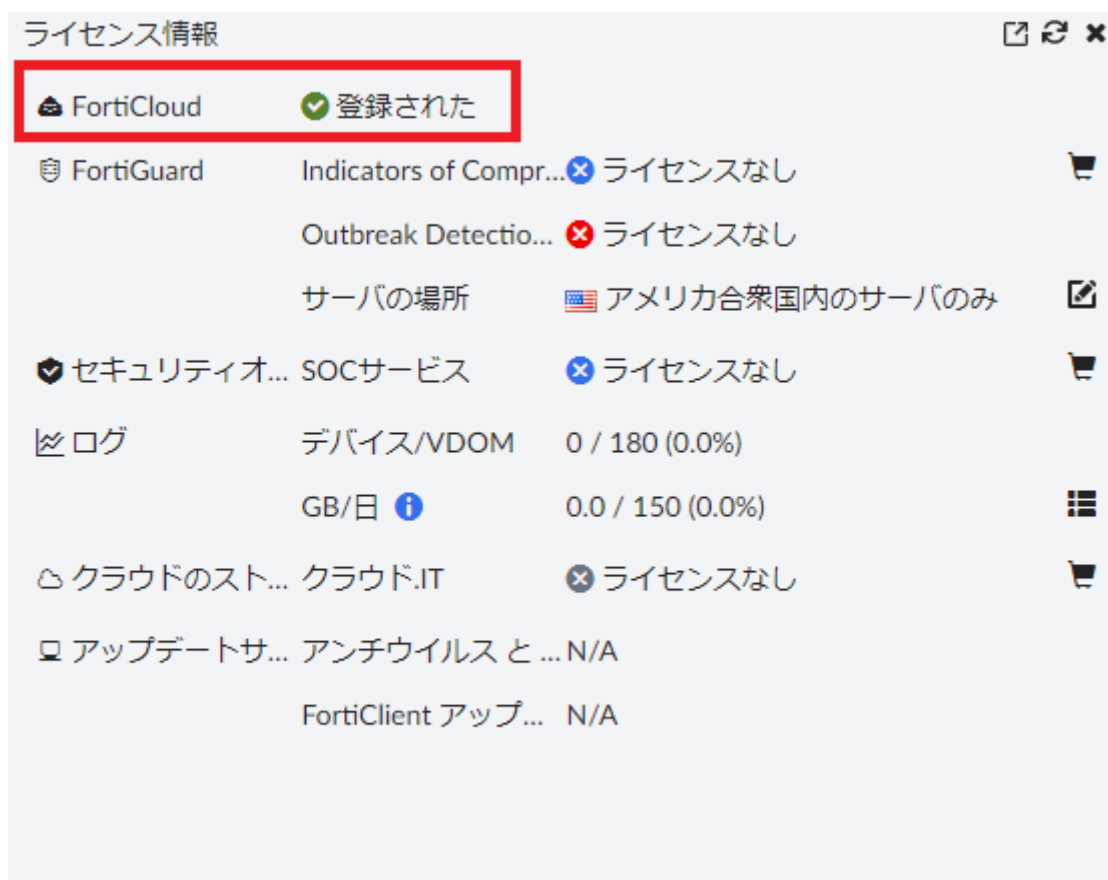 ライセンス情報
FortiCloud 登録された
FortiGuard Indicators of Compr... ライセンスなし
Outbreak Detectio... ライセンスなし
サーバの場所 アメリカ合衆国内のサーバのみ
セキュリティオ... SOCサービス ライセンスなし
ログ デバイス/VDOM 0 / 180 (0.0%)
GB/日 0.0 / 150 (0.0%)
クラウドのスト... クラウド.IT ライセンスなし
アップデートサ... アンチウイルス と ... N/A
FortiClient アップ... N/A